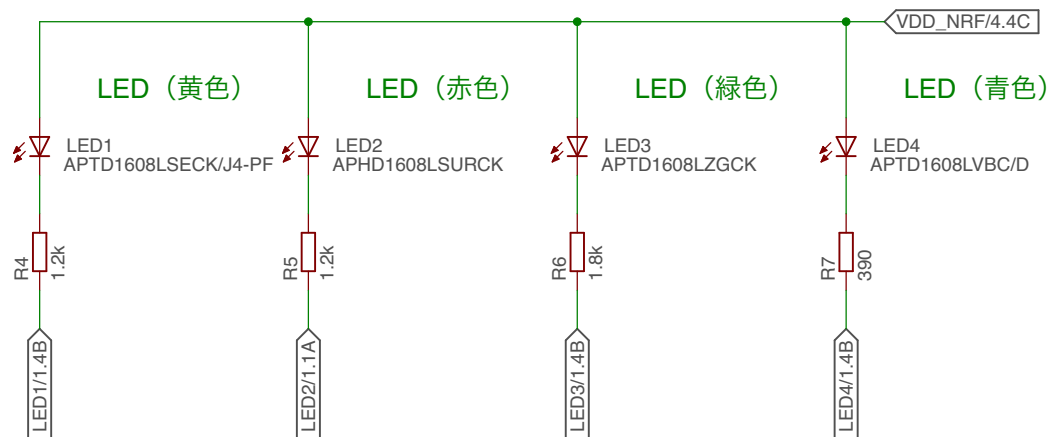 VDD_NRF/4.4C
LED（黄色）
LED（赤色）
LED（緑色）
LED（青色）
LED1
APTD1608LSECK/J4-PF
LED2
APHD1608LSURCK
LED3
APTD1608LZGCK
LED4
APTD1608LVBC/D
R4
1.2k
R5
1.2k
R6
1.8k
R7
390
LED1/1.4B
LED2/1.1A
LED3/1.4B
LED4/1.4B